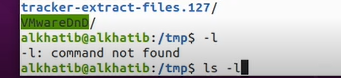 tracker-extract-files.127/
VMwareDnD/
alkhatib@alkhatib:/tmp$ -l
-l: command not found
alkhatib@alkhatib:/tmp$ ls -l